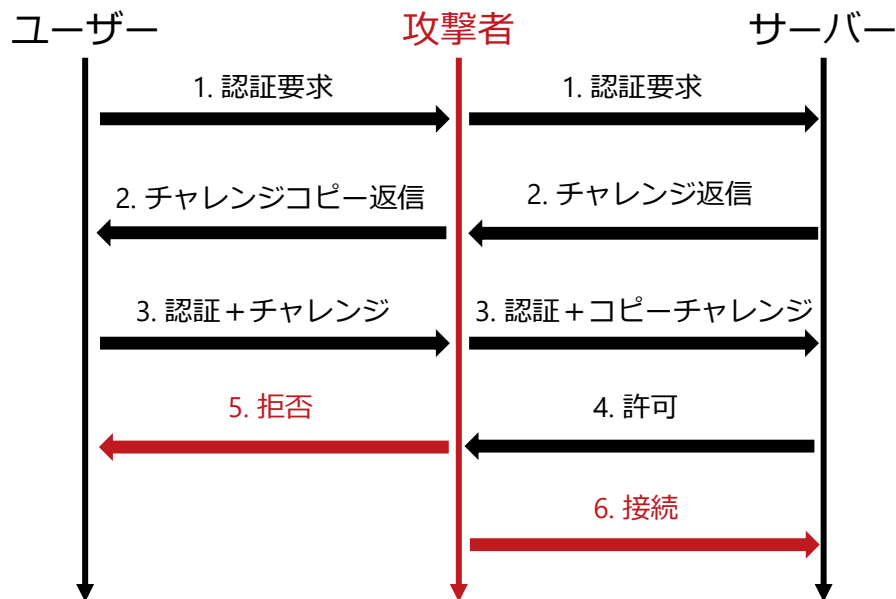 ユーザー
攻撃者
サーバー
1. 認証要求
1. 認証要求
2. チャレンジコピー返信
2. チャレンジ返信
3. 認証＋チャレンジ
3. 認証＋コピーチャレンジ
5. 拒否
4. 許可
6. 接続